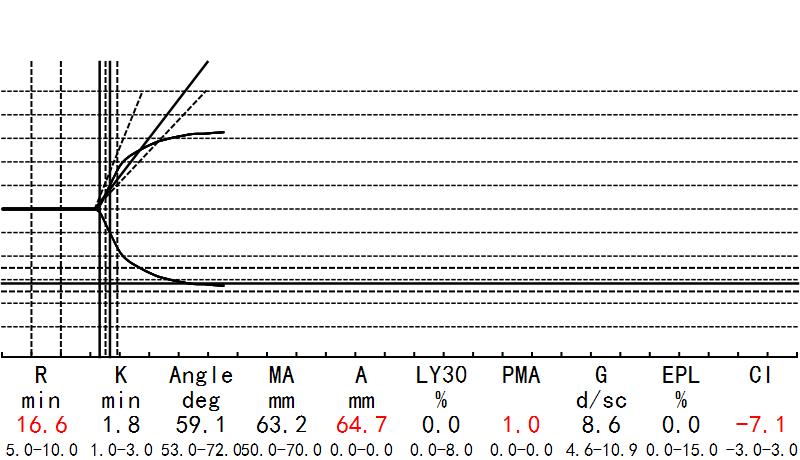 R K Angle MA A LY30 PMA G EPL CI
min min deg mm mm % d/sc %
16.6 1.8 59.1 63.2 64.7 0.0 1.0 8.6 0.0 -7.1
5.0-10.0 1.0-3.0 53.0-72.0 50.0-70.0 0.0-0.0 0.0-8.0 0.0-0.0 4.6-10.9 0.0-15.0 -3.0-3.0